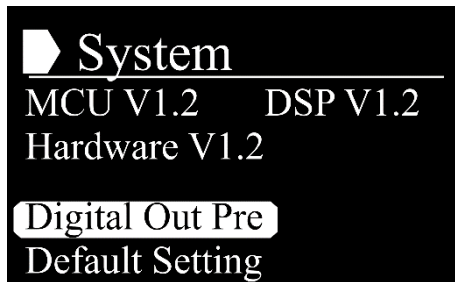 System
MCU V1.2 DSP V1.2
Hardware V1.2
Digital Out Pre
Default Setting